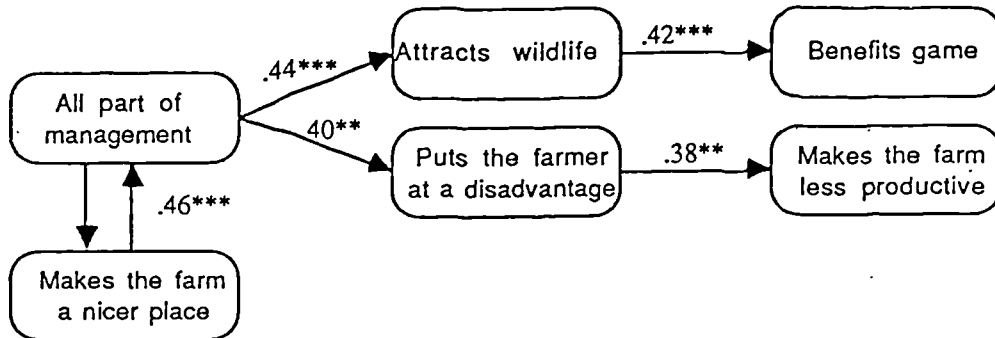 All part of
management
.44***
Attracts wildlife
.42***
Benefits game
40**
Puts the farmer
at a disadvantage
.38**
Makes the farm
less productive
.46***
Makes the farm
a nicer place